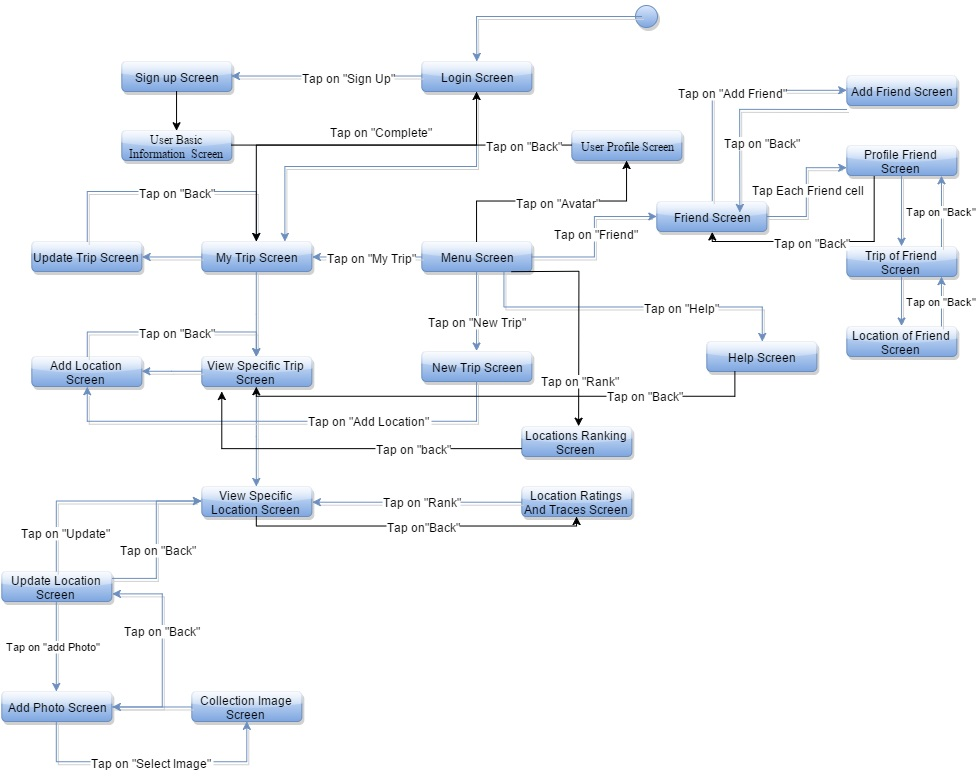 Sign up Screen
Tap on "Sign Up"
Login Screen
Tap on "Add Friend"
Add Friend Screen
User Basic
Information Screen
Tap on "Complete"
Tap on "Back"
User Profile Screen
Tap on "Back"
Profile Friend
Screen
Tap on "Back"
Tap on "Avatar"
Tap Each Friend cell
Friend Screen
Tap on "Back"
Tap on "Friend"
Tap on "Back"
Update Trip Screen
My Trip Screen
Tap on "My Trip"
Menu Screen
Trip of Friend
Screen
Tap on "Help"
Tap on "Back"
Tap on "New Trip"
Tap on "Back"
Location of Friend
Screen
Add Location
Screen
View Specific Trip
Screen
New Trip Screen
Help Screen
Tap on "Rank"
Tap on "Back"
Tap on "Add Location"
Tap on "back"
Locations Ranking
Screen
View Specific
Location Screen
Tap on "Rank"
Location Ratings
And Traces Screen
Tap on"Back"
Tap on "Update"
Tap on "Back"
Update Location
Screen
Tap on "Back"
Tap on "add Photo"
Add Photo Screen
Collection Image
Screen
Tap on "Select Image"